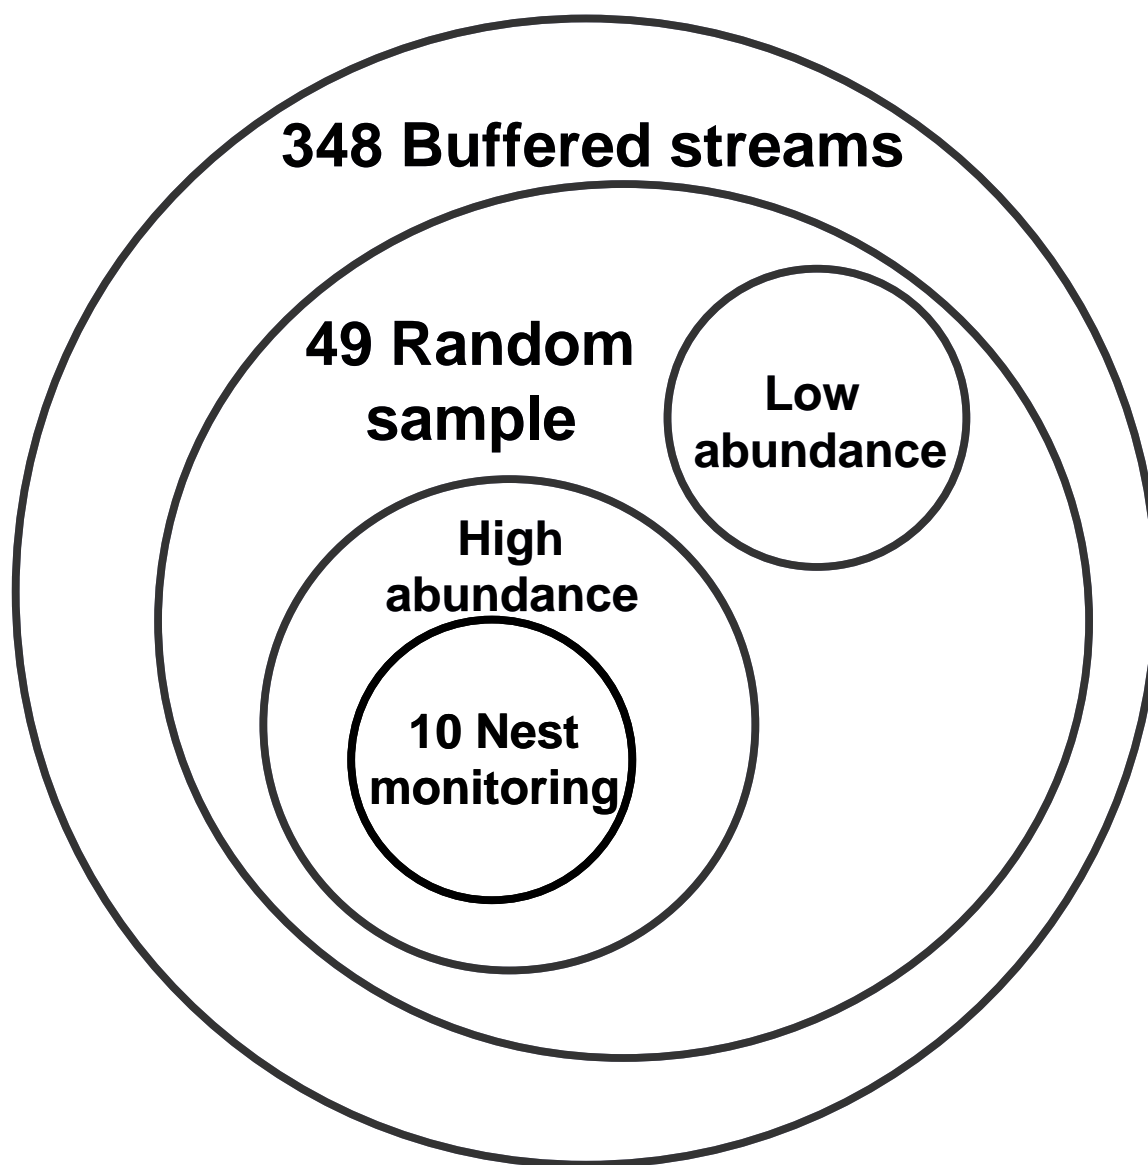 348 Buffered streams
49 Random
sample
Low
abundance
High
abundance
10 Nest
monitoring